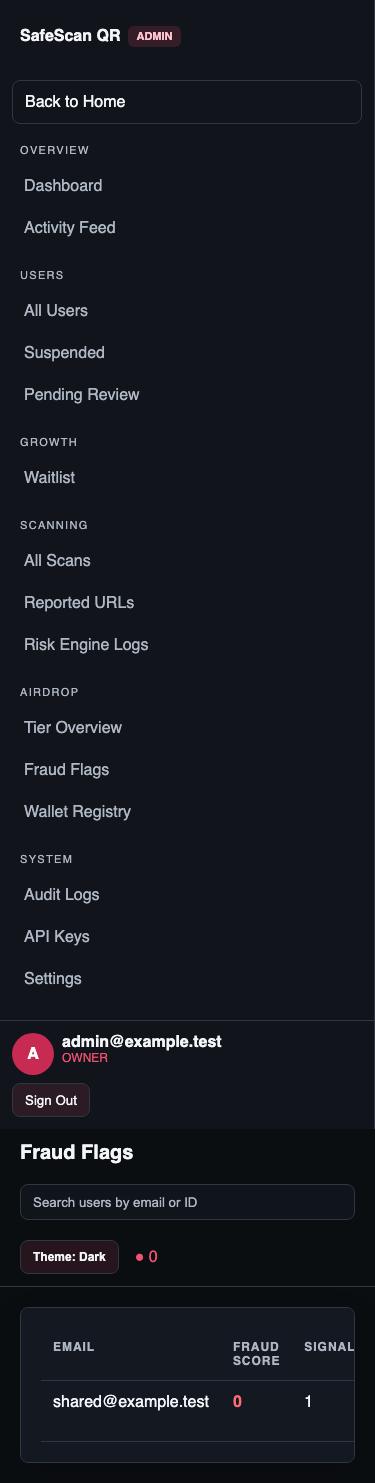 SafeScan QR ADMIN
Back to Home
OVERVIEW
Dashboard
Activity Feed
USERS
All Users
Suspended
Pending Review
GROWTH
Waitlist
SCANNING
All Scans
Reported URLs
Risk Engine Logs
AIRDROP
Tier Overview
Fraud Flags
Wallet Registry
SYSTEM
Audit Logs
API Keys
Settings
A
admin@example.test
OWNER
Sign Out
Fraud Flags
Search users by email or ID
Theme: Dark
0
EMAIL FRAUD SIGNAL
SCORE
shared@example.test 0 1